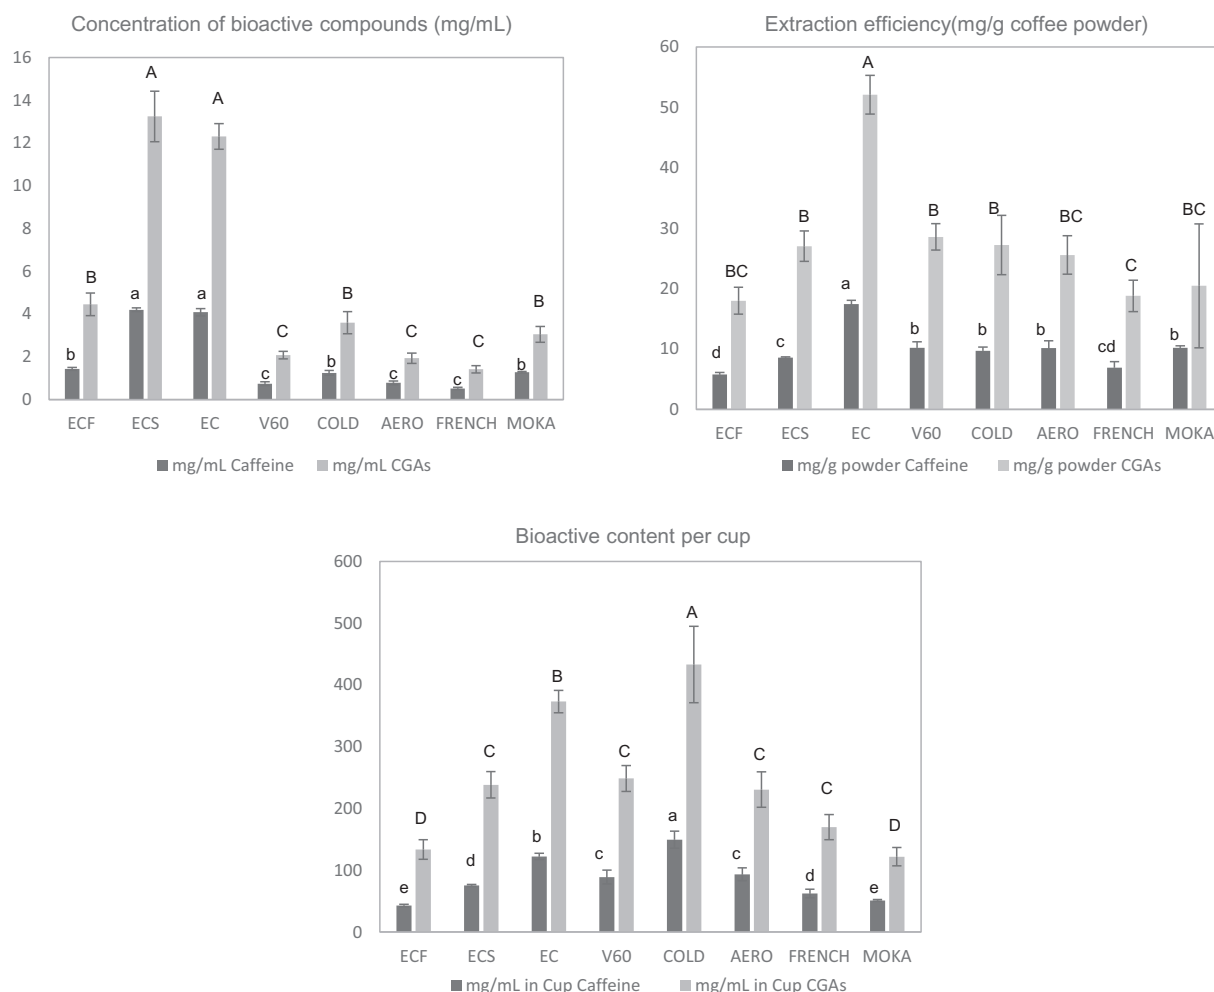 Concentration of bioactive compounds (mg/mL)
16
14
12
10
8
6
4
2
0
b
B
a
A
a
A
c
C
b
B
c
C
c
C
b
B
ECF ECS EC V60 COLD AERO FRENCH MOKA
mg/mL Caffeine mg/mL CGAs
Extraction efficiency(mg/g coffee powder)
60
50
40
30
20
10
0
d
BC
c
B
a
A
b
B
b
B
b
BC
cd
C
b
BC
ECF ECS EC V60 COLD AERO FRENCH MOKA
mg/g powder Caffeine mg/g powder CGAs
Bioactive content per cup
600
500
400
300
200
100
0
e
D
d
C
b
B
c
C
a
A
c
C
d
C
e
D
ECF ECS EC V60 COLD AERO FRENCH MOKA
mg/mL in Cup Caffeine mg/mL in Cup CGAs